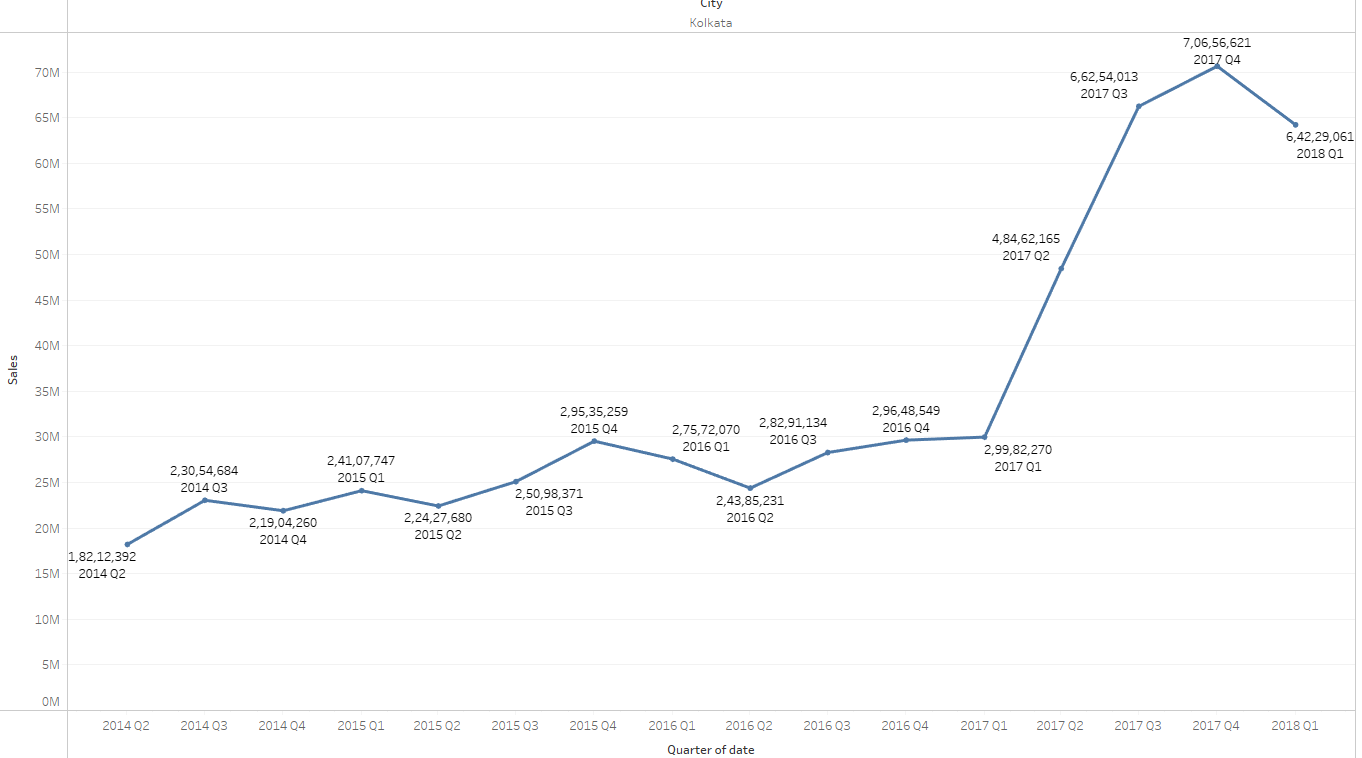 City
Kolkata
7,06,56,621
2017 Q4
70M
6,62,54,013
2017 Q3
65M
6,42,29,061
2018 Q1
60M
55M
4,84,62,165
2017 Q2
50M
45M
40M
Sales
35M
2,95,35,259
2015 Q4
2,96,48,549
2016 Q4
2,82,91,134
2016 Q3
2,75,72,070
2016 Q1
30M
2,99,82,270
2017 Q1
2,41,07,747
2015 Q1
2,30,54,684
2014 Q3
25M
2,50,98,371
2015 Q3
2,43,85,231
2016 Q2
2,24,27,680
2015 Q2
2,19,04,260
2014 Q4
20M
1,82,12,392
2014 Q2
15M
10M
5M
0M
2014 Q2 2014 Q3 2014 Q4 2015 Q1 2015 Q2 2015 Q3 2015 Q4 2016 Q1 2016 Q2 2016 Q3 2016 Q4 2017 Q1 2017 Q2 2017 Q3 2017 Q4 2018 Q1
Quarter of date